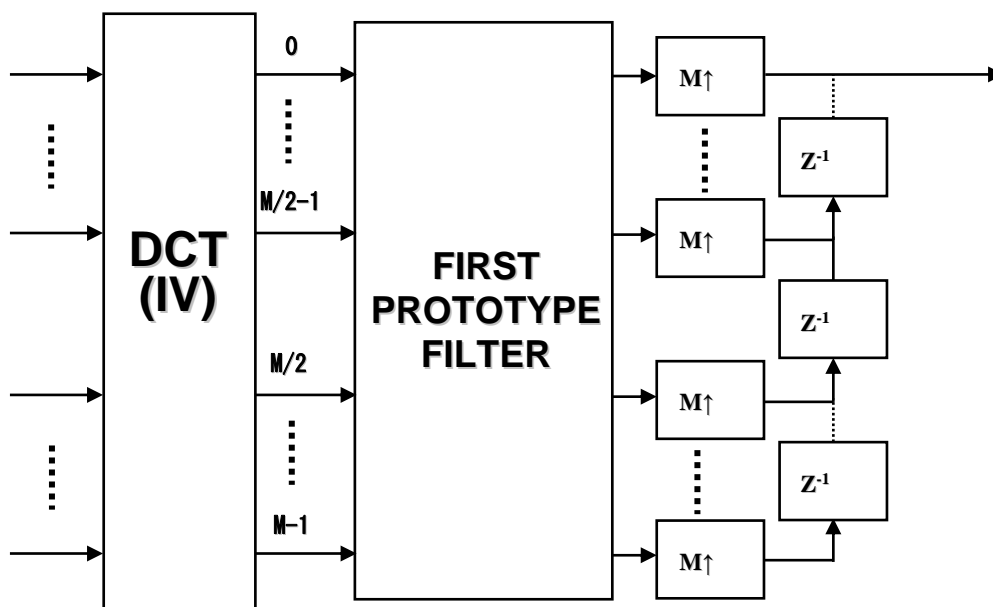 0
M/2-1
M/2
M-1
DCT
(IV)
FIRST
PROTOTYPE
FILTER
M↑
M↑
M↑
M↑
Z⁻¹
Z⁻¹
Z⁻¹